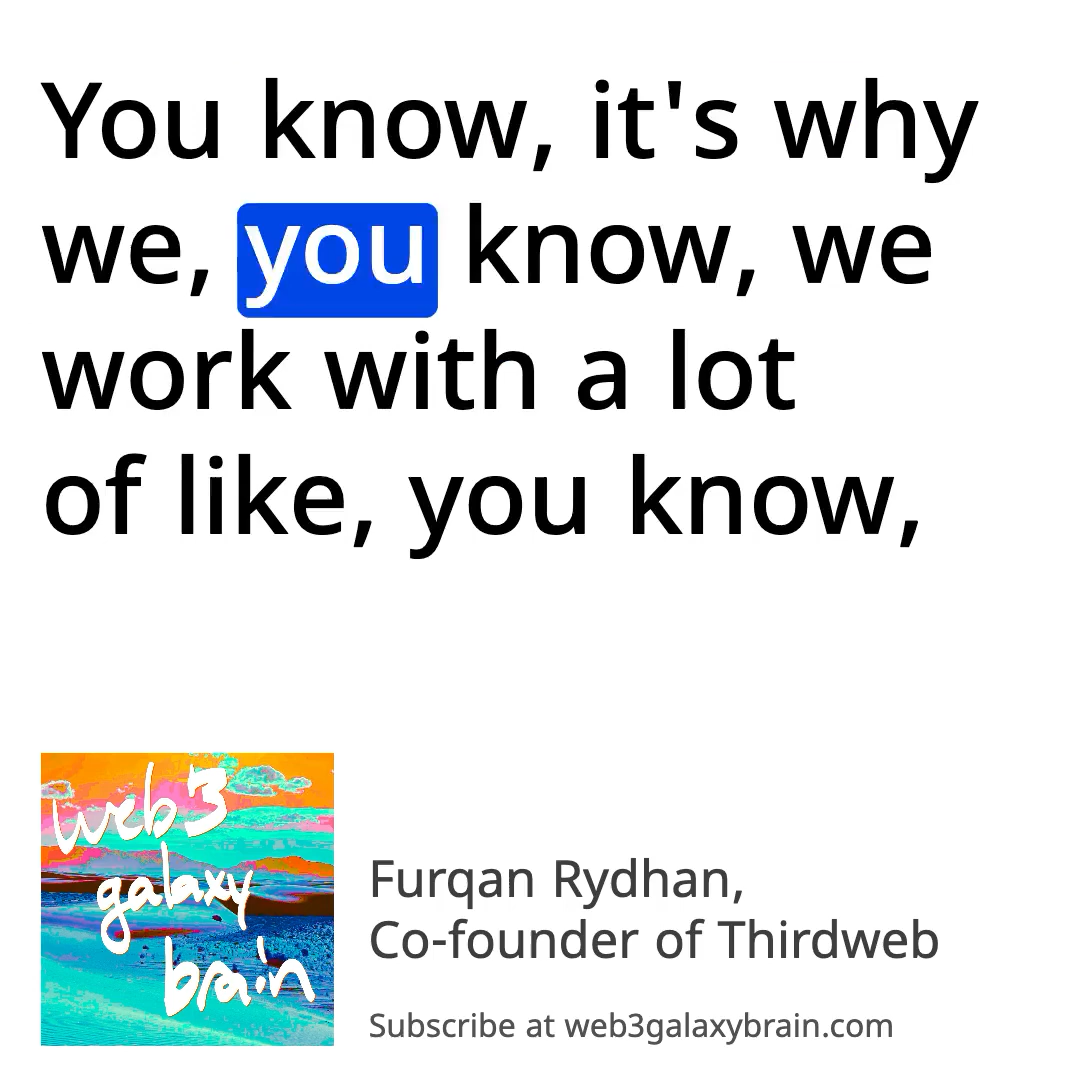 You know, it's why
we, you know, we
work with a lot
of like, you know,
web3
galaxy
brain
Furqan Rydhan,
Co-founder of Thirdweb
Subscribe at web3galaxybrain.com